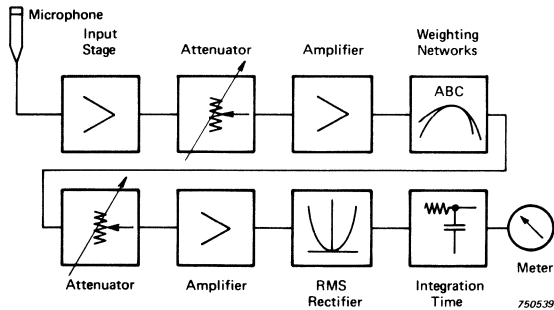 Microphone
Input
Stage
Attenuator
Amplifier
Weighting
Networks
ABC
Attenuator
Amplifier
RMS
Rectifier
Integration
Time
Meter
750539